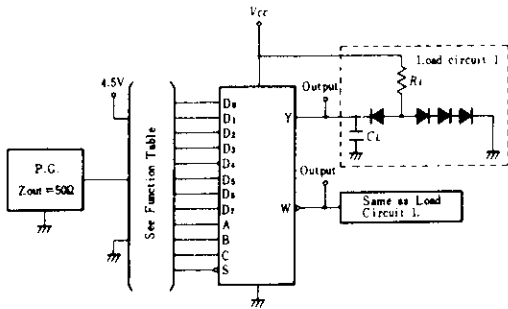 Vcc
Load circuit 1
4.5V
Output
RL
D0
D1
D2
D3
D4
D5
D6
D7
A
B
C
S
Y
W
CL
P.G.
Zout=50Ω
See Function Table
Output
Same as Load
Circuit 1.